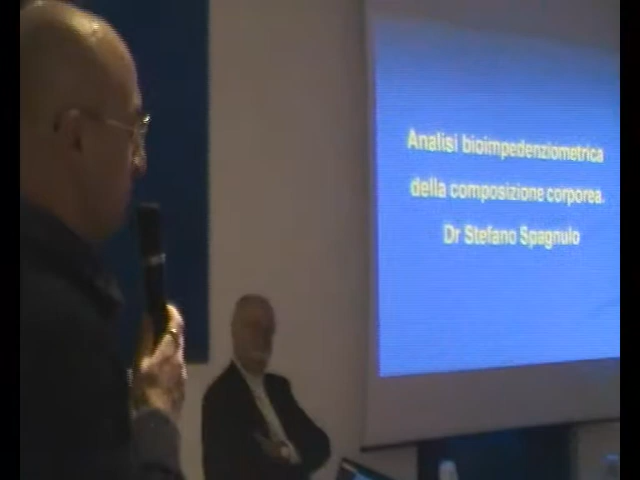 Analisi bioimpedenziometrica
della composizione corporea.
Dr Stefano Spagnulo